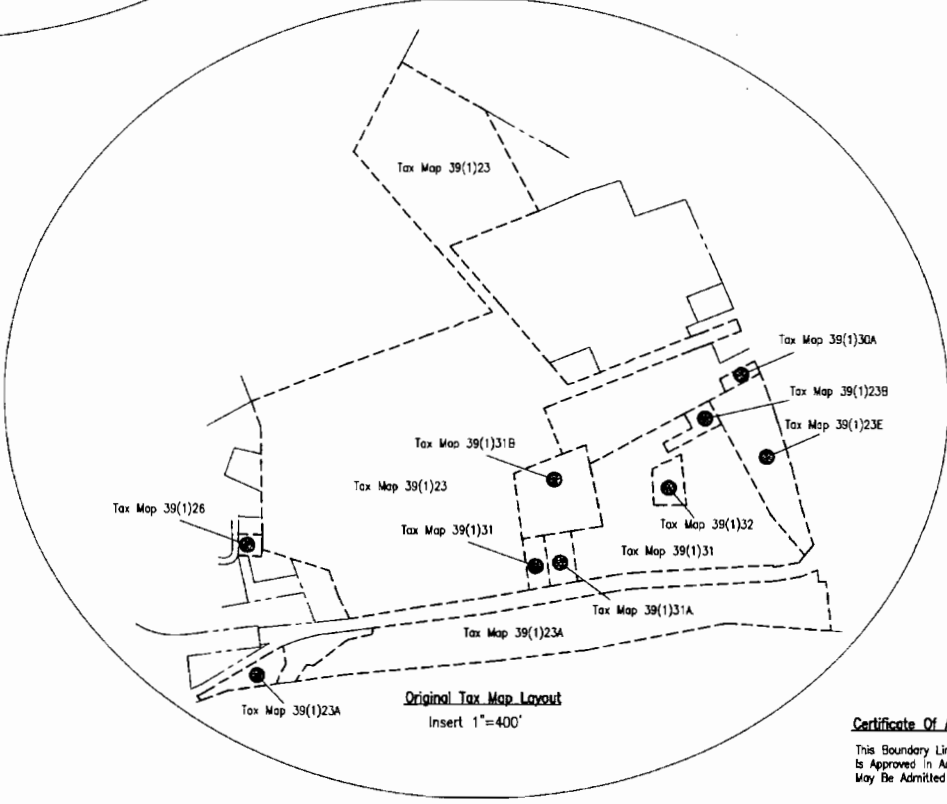 Tax Map 39(1)23
Tax Map 39(1)30A
Tax Map 39(1)23B
Tax Map 39(1)23E
Tax Map 39(1)31B
Tax Map 39(1)23
Tax Map 39(1)26
Tax Map 39(1)31
Tax Map 39(1)32
Tax Map 39(1)31
Tax Map 39(1)31A
Tax Map 39(1)23A
Tax Map 39(1)23A
Original Tax Map Layout
Insert 1"=400'
Certificate Of
This Boundary
Is Approved In
May Be Admitted